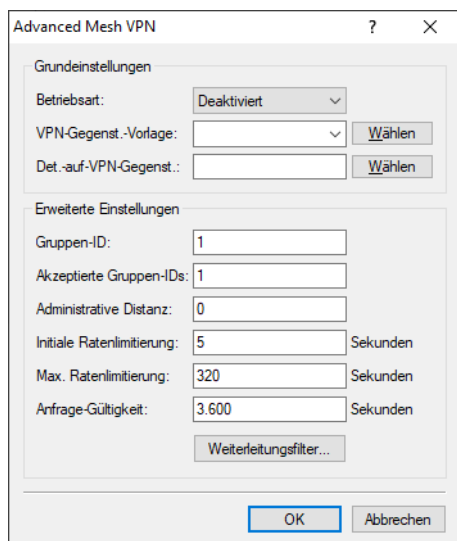 Advanced Mesh VPN ? X
Grundeinstellungen
Betriebsart: Deaktiviert
VPN-Gegenst.-Vorlage: Wählen
Det.-auf-VPN-Gegenst.: Wählen
Erweiterte Einstellungen
Gruppen-ID: 1
Akzeptierte Gruppen-IDs: 1
Administrative Distanz: 0
Initiale Ratenlimitierung: 5 Sekunden
Max. Ratenlimitierung: 320 Sekunden
Anfrage-Gültigkeit: 3.600 Sekunden
Weiterleitungsfilter...
OK Abbrechen